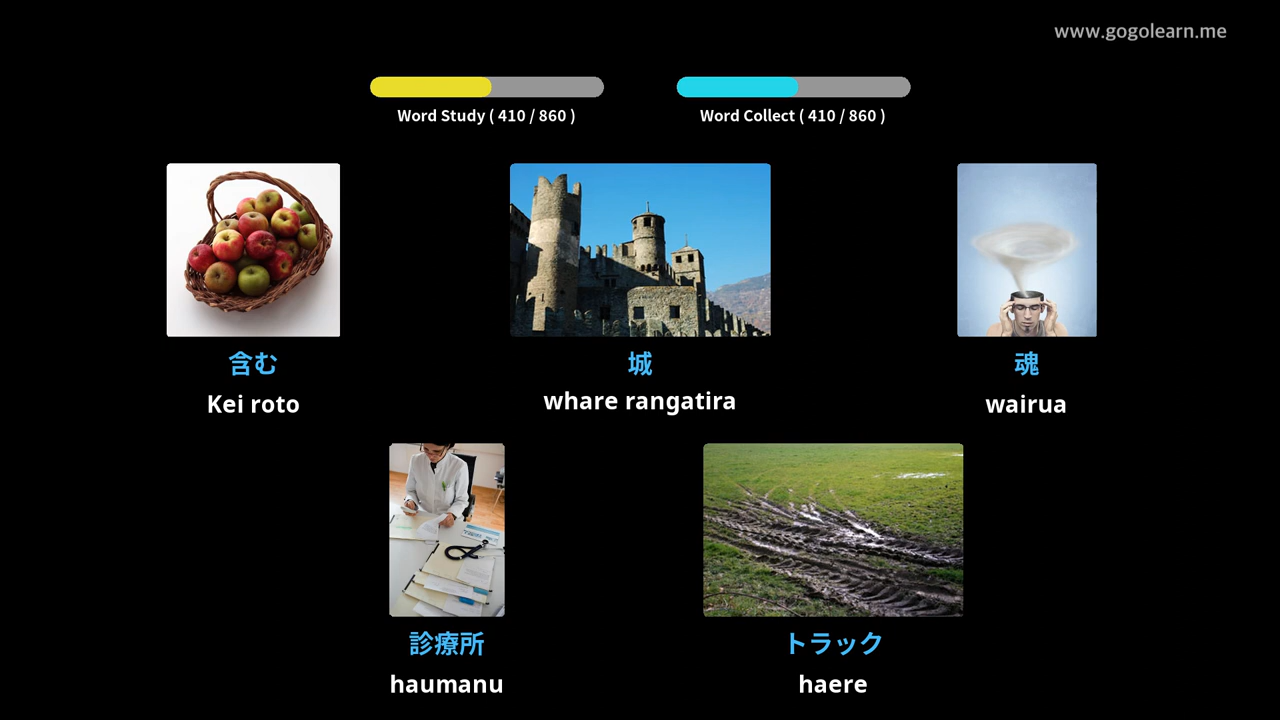 www.gogolearn.me
Word Study ( 410 / 860 )
Word Collect ( 410 / 860 )
含む
城
魂
Kei roto
whare rangatira
wairua
診療所
トラック
haumanu
haere